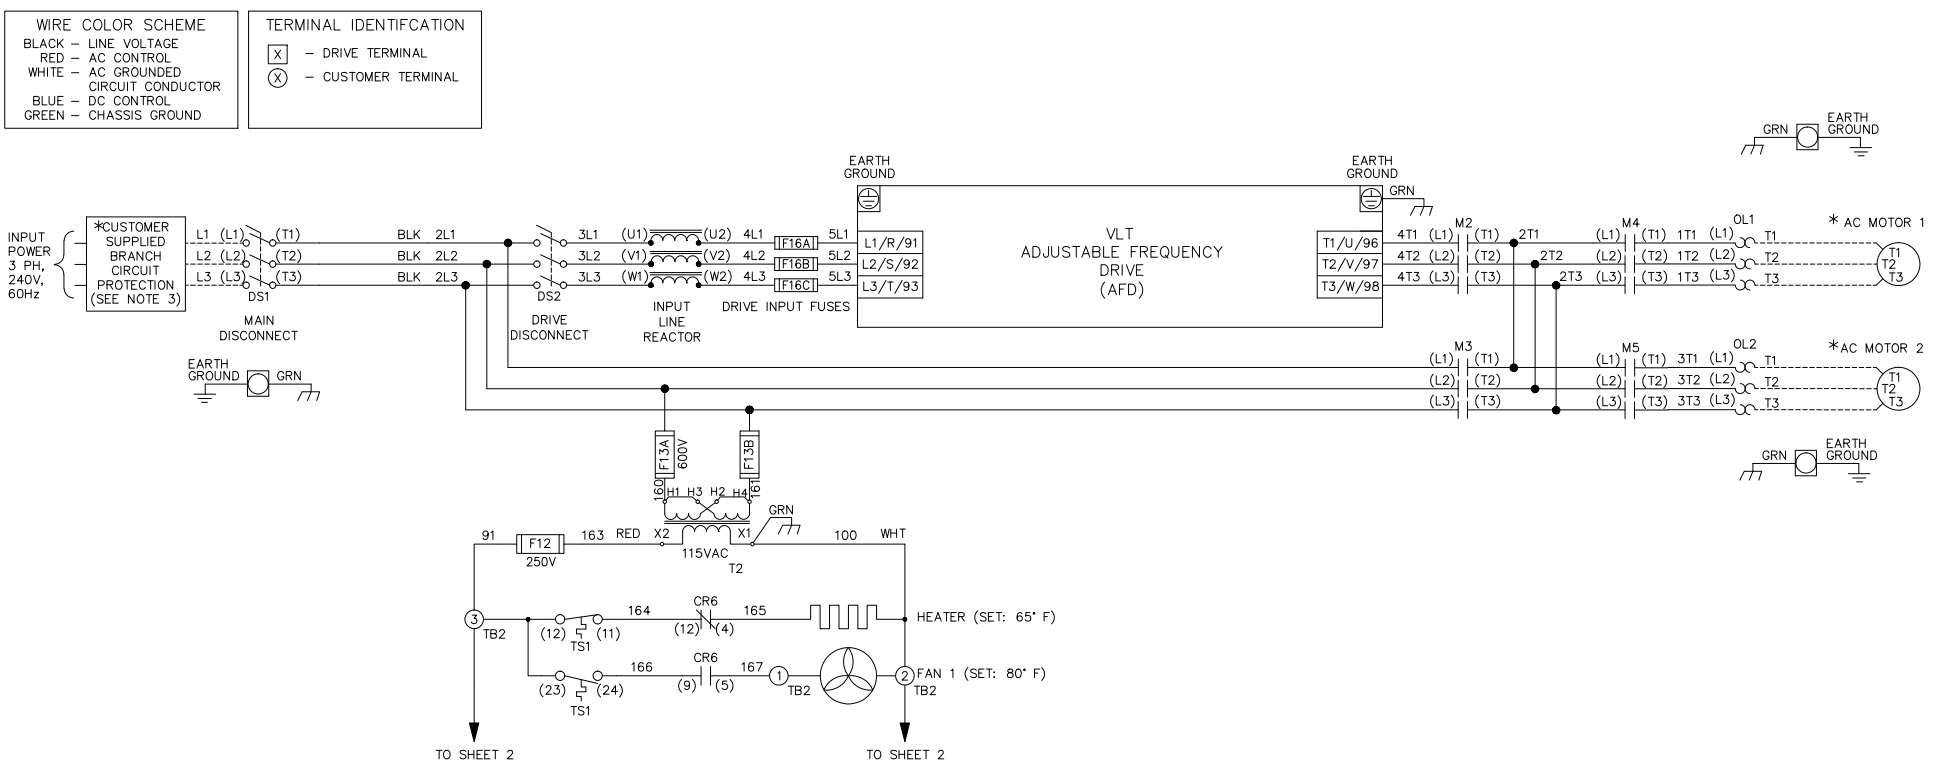 WIRE COLOR SCHEME
BLACK – LINE VOLTAGE
RED – AC CONTROL
WHITE – AC GROUNDED
CIRCUIT CONDUCTOR
BLUE – DC CONTROL
GREEN – CHASSIS GROUND
TERMINAL IDENTIFCATION
X – DRIVE TERMINAL
X – CUSTOMER TERMINAL
EARTH
GRN GROUND
EARTH
GROUND
EARTH
GROUND
GRN
INPUT
POWER
3 PH,
240V,
60Hz
*CUSTOMER
SUPPLIED
BRANCH
CIRCUIT
PROTECTION
(SEE NOTE 3)
L1 (L1) (T1) BLK 2L1 3L1 (U1) (U2) 4L1 F16A 5L1 L1/R/91
L2 (L2) (T2) BLK 2L2 3L2 (V1) (V2) 4L2 F16B 5L2 L2/S/92
L3 (L3) (T3) BLK 2L3 3L3 (W1) (W2) 4L3 F16C 5L3 L3/T/93
DS1
MAIN
DISCONNECT
DS2
DRIVE
DISCONNECT
INPUT
LINE
REACTOR
DRIVE INPUT FUSES
VLT
ADJUSTABLE FREQUENCY
DRIVE
(AFD)
M2 M4 OL1 * AC MOTOR 1
T1/U/96 4T1 (L1) (T1) 2T1 (L1) (T1) 1T1 (L1) T1 T1
T2/V/97 4T2 (L2) (T2) 2T2 (L2) (T2) 1T2 (L2) T2 T2
T3/W/98 4T3 (L3) (T3) 2T3 (L3) (T3) 1T3 (L3) T3 T3
EARTH
GROUND GRN
M3 M5 OL2 *AC MOTOR 2
(L1) (T1) (L1) (T1) 3T1 (L1) T1 T1
(L2) (T2) (L2) (T2) 3T2 (L2) T2 T2
(L3) (T3) (L3) (T3) 3T3 (L3) T3 T3
EARTH
GRN GROUND
F13A
600V
F13B
160
161
H1 H3 H2 H4
GRN
91 F12 163 RED X2 X1 100 WHT
250V
115VAC
T2
3 TB2
(12) (11) 164 CR6 (12) (4) 165 HEATER (SET: 65° F)
TS1
(23) (24) 166 CR6 (9) (5) 167 1 TB2 2 TB2 FAN 1 (SET: 80° F)
TS1
TO SHEET 2
TO SHEET 2